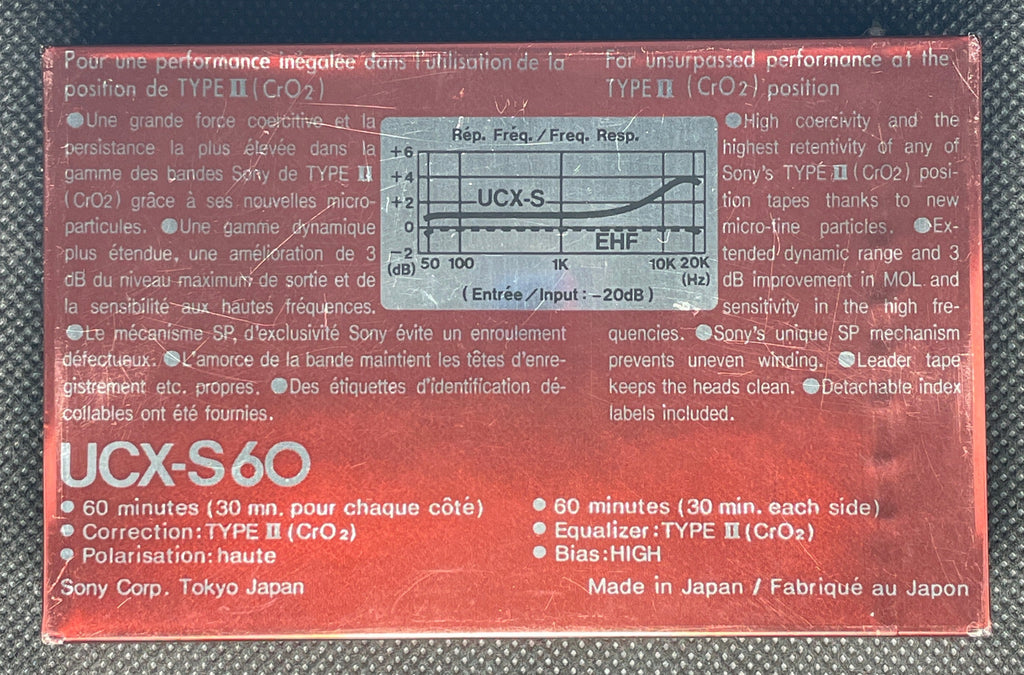 Pour une performance inégalée dans l'utilisation de la
position de TYPE II (CrO2)
●Une grande force coercitive et la
persistance la plus élevée dans la
gamme des bandes Sony de TYPE II
(CrO2) grâce à ses nouvelles micro-
particules. ●Une gamme dynamique
plus étendue, une amélioration de 3
dB du niveau maximum de sortie et de
la sensibilité aux hautes fréquences.
●Le mécanisme SP, d'exclusivité Sony évite un enroulement
défectueux. ●L'amorce de la bande maintient les têtes d'enre-
gistrement etc. propres. ●Des étiquettes d'identification dé-
collables ont été fournies.
Rép. Fréq. / Freq. Resp.
+6
+4
+2
0
-2
(dB)
UCX-S
EHF
50 100 1K 10K 20K
(Hz)
(Entrée/Input: -20dB)
For unsurpassed performance at the
TYPE II (CrO2) position
●High coercivity and the
highest retentivity of any of
Sony's TYPE II (CrO2) posi-
tion tapes thanks to new
micro-fine particles. ●Ex-
tended dynamic range and 3
dB improvement in MOL and
sensitivity in the high fre-
quencies. ●Sony's unique SP mechanism
prevents uneven winding. ●Leader tape
keeps the heads clean. ●Detachable index
labels included.
UCX-S60
● 60 minutes (30 mn. pour chaque côté)
● Correction: TYPE II (CrO2)
● Polarisation: haute
Sony Corp. Tokyo Japan
● 60 minutes (30 min. each side)
● Equalizer: TYPE II (CrO2)
● Bias: HIGH
Made in Japan / Fabriqué au Japon